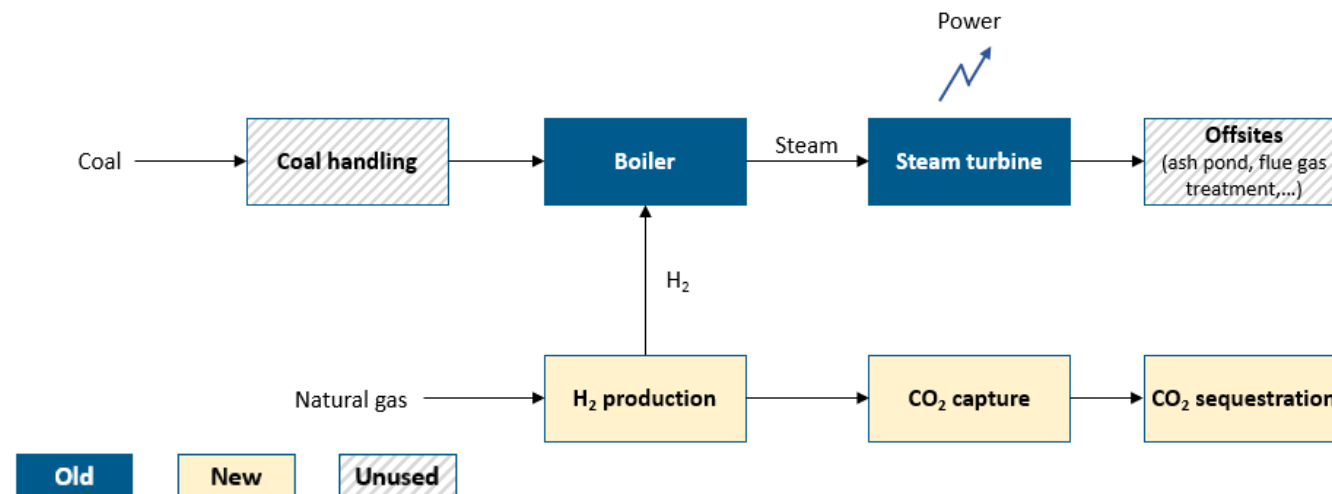 Power
Coal
Coal handling
Boiler
Steam
Steam turbine
Offsites
(ash pond, flue gas
treatment,...)
H₂
Natural gas
H₂ production
CO₂ capture
CO₂ sequestration
Old
New
Unused